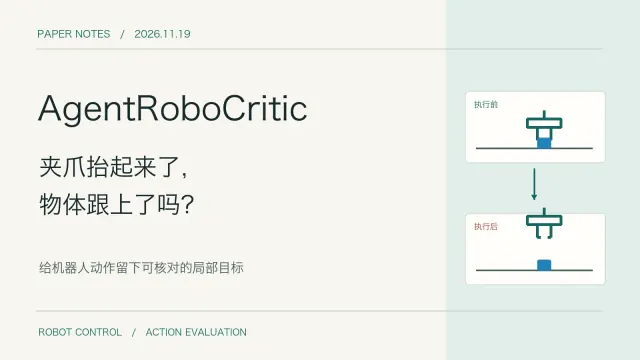 PAPER NOTES / 2026.11.19
AgentRoboCritic
夹爪抬起来了,
物体跟上了吗?
给机器人动作留下可核对的局部目标
ROBOT CONTROL / ACTION EVALUATION
执行前
执行后